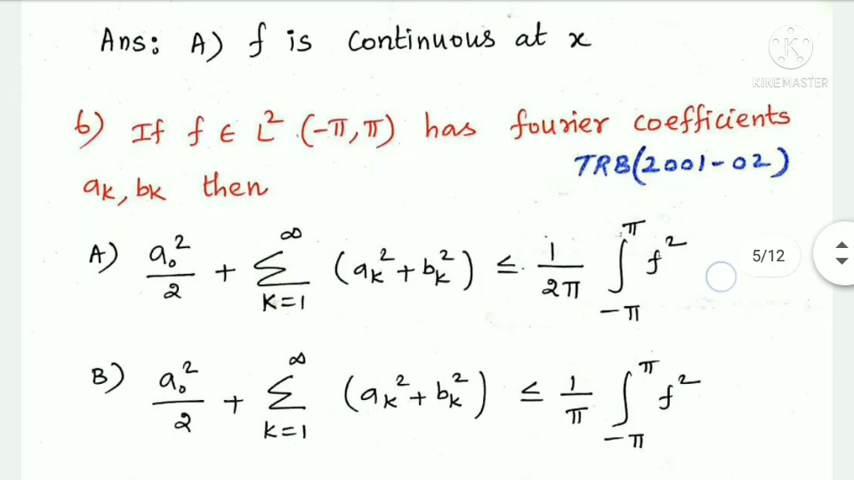 Ans: A) f is continuous at x
KINEMASTER
6) If f ∈ L² (-π, π) has fourier coefficients
TRB(2001-02)
aₖ, bₖ then
A) a₀²/2 + ∑_{k=1}^{∞} (aₖ² + bₖ²) ≤ 1/2π ∫_{-π}^{π} f²
5/12
B) a₀²/2 + ∑_{k=1}^{∞} (aₖ² + bₖ²) ≤ 1/π ∫_{-π}^{π} f²